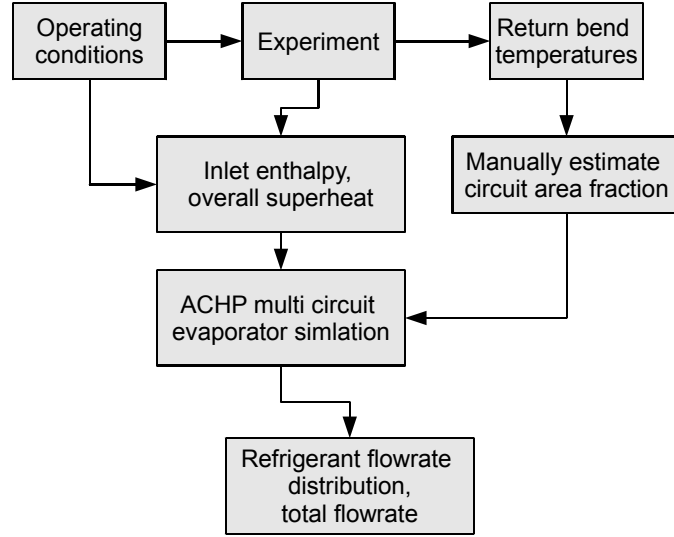 Operating
conditions
Experiment
Return bend
temperatures
Inlet enthalpy,
overall superheat
Manually estimate
circuit area fraction
ACHP multi circuit
evaporator simlation
Refrigerant flowrate
distribution,
total flowrate